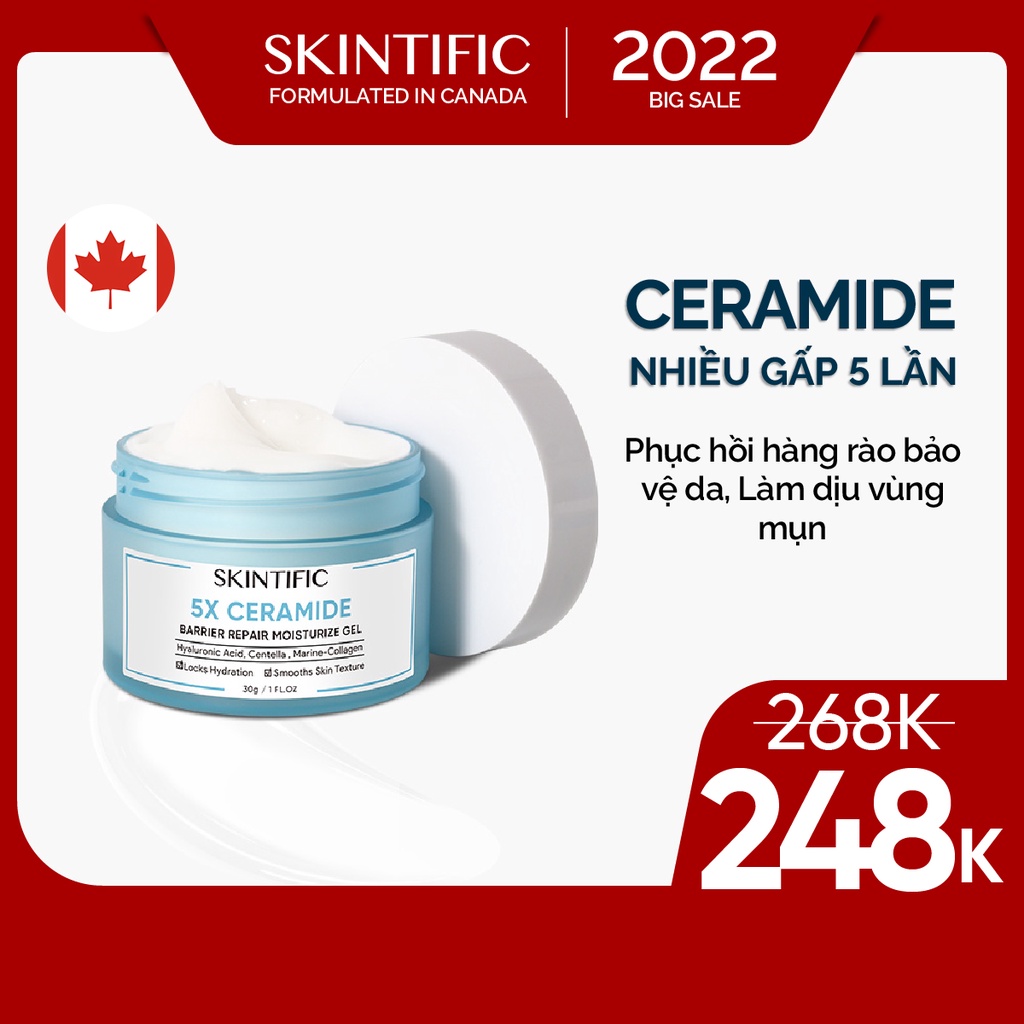 SKINTIFIC
FORMULATED IN CANADA
2022
BIG SALE
CERAMIDE
NHIỀU GẤP 5 LẦN
Phục hồi hàng rào bảo
vệ da, Làm dịu vùng
mụn
SKINTIFIC
5X CERAMIDE
BARRIER REPAIR MOISTURIZE GEL
Hyaluronic Acid, Centella , Marine-Collagen
Locks Hydration Smooths Skin Texture
30g / 1 FL.OZ
268K
248K